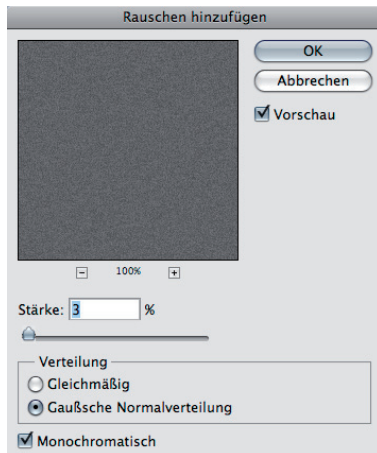 Rauschen hinzufügen
OK
Abbrechen
Vorschau
100%
Stärke: 3 %
Verteilung
Gleichmäßig
Gaußsche Normalverteilung
Monochromatisch